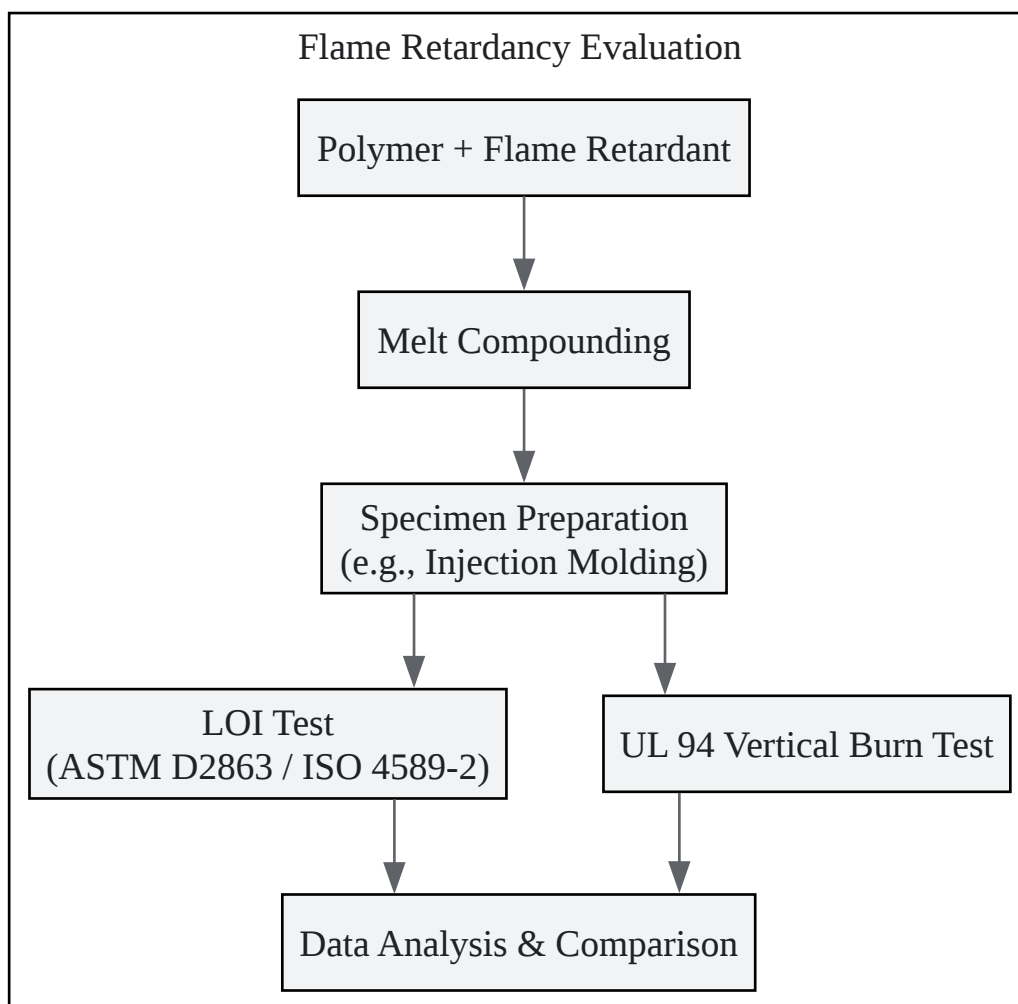 Flame Retardancy Evaluation
Polymer + Flame Retardant
Melt Compounding
Specimen Preparation
(e.g., Injection Molding)
LOI Test
(ASTM D2863 / ISO 4589-2)
UL 94 Vertical Burn Test
Data Analysis & Comparison